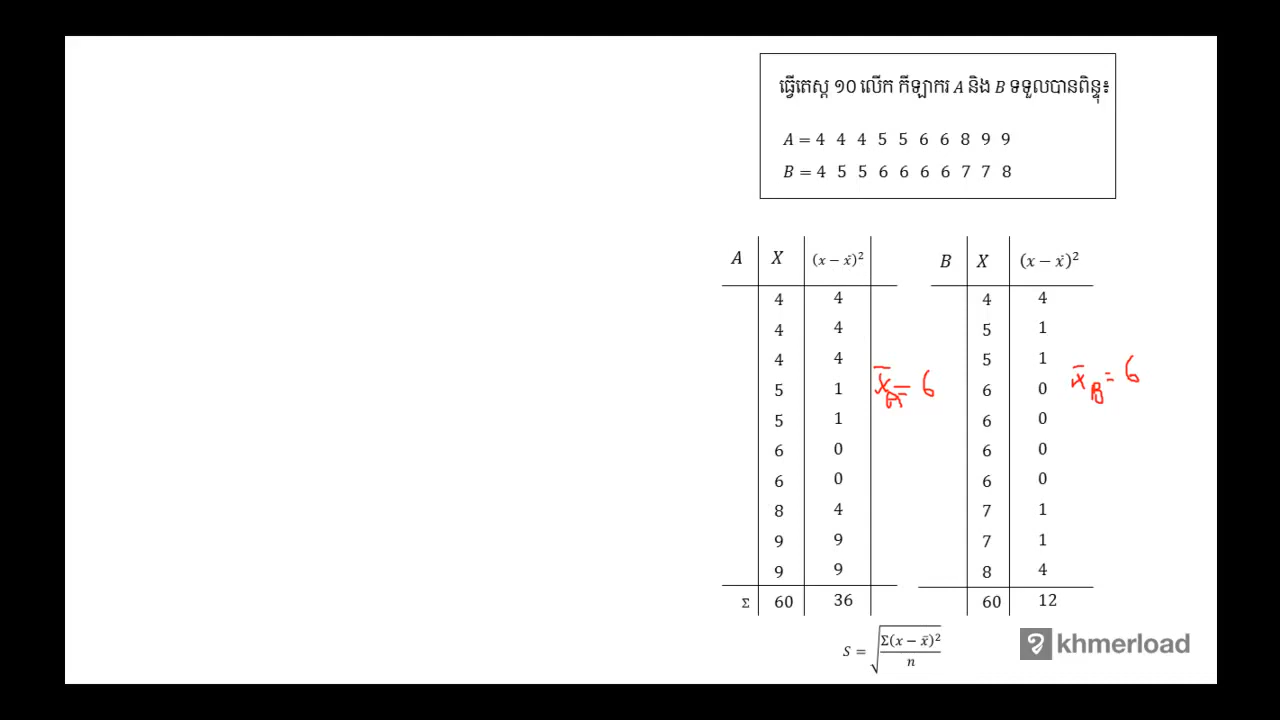 ធ្វើតេស្ត ១០ លើក កីឡាករ A និង B ទទួលបានពិន្ទុ៖
A = 4 4 4 5 5 6 6 8 9 9
B = 4 5 5 6 6 6 6 7 7 8
A X (x − x̄)²
4 4
4 4
4 4
5 1
5 1
6 0
6 0
8 4
9 9
9 9
Σ 60 36
x̄_A = 6
B X (x − x̄)²
4 4
5 1
5 1
6 0
6 0
6 0
6 0
7 1
7 1
8 4
60 12
x̄_B = 6
S = √(Σ(x − x̄)² / n)
khmerload